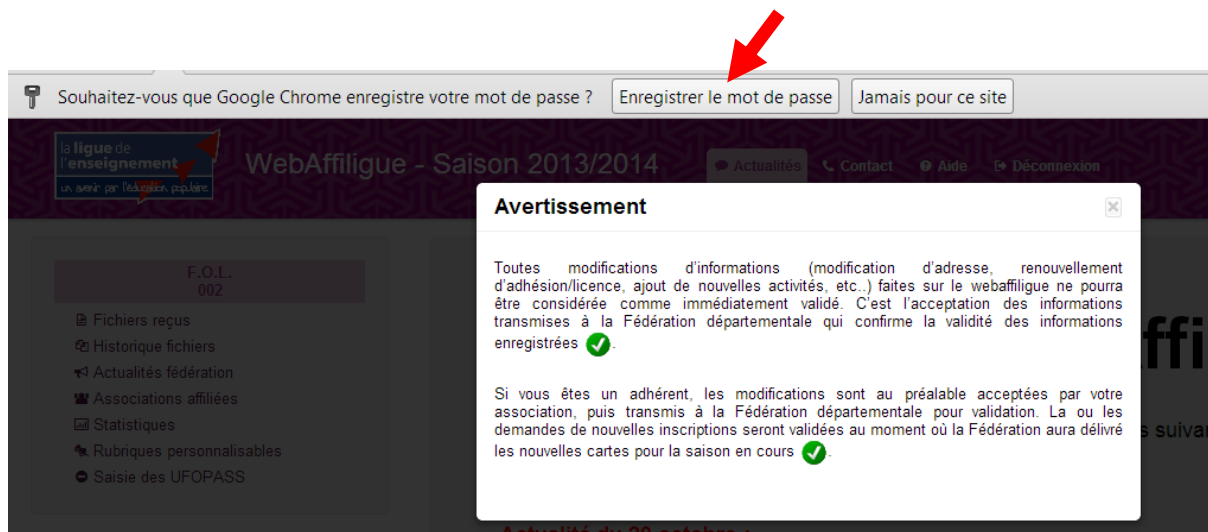 Souhaitez-vous que Google Chrome enregistre votre mot de passe ? Enregistrer le mot de passe Jamais pour ce site
la ligue de
l'enseignement
un avenir par l'éducation populaire
WebAffiligue - Saison 2013/2014
Actualités Contact Aide Déconnexion
Avertissement
F.O.L.
002
Fichiers reçus
Historique fichiers
Actualités fédération
Associations affiliées
Statistiques
Rubriques personnalisables
Saisie des UFOPASS
Toutes modifications d'informations (modification d'adresse, renouvellement
d'adhésion/licence, ajout de nouvelles activités, etc..) faites sur le webaffiligue ne pourra
être considérée comme immédiatement validé. C'est l'acceptation des informations
transmises à la Fédération départementale qui confirme la validité des informations
enregistrées .
Si vous êtes un adhérent, les modifications sont au préalable acceptées par votre
association, puis transmis à la Fédération départementale pour validation. La ou les
demandes de nouvelles inscriptions seront validées au moment où la Fédération aura délivré
les nouvelles cartes pour la saison en cours .
ffi
s suivan
Actualité du 29 octobre :